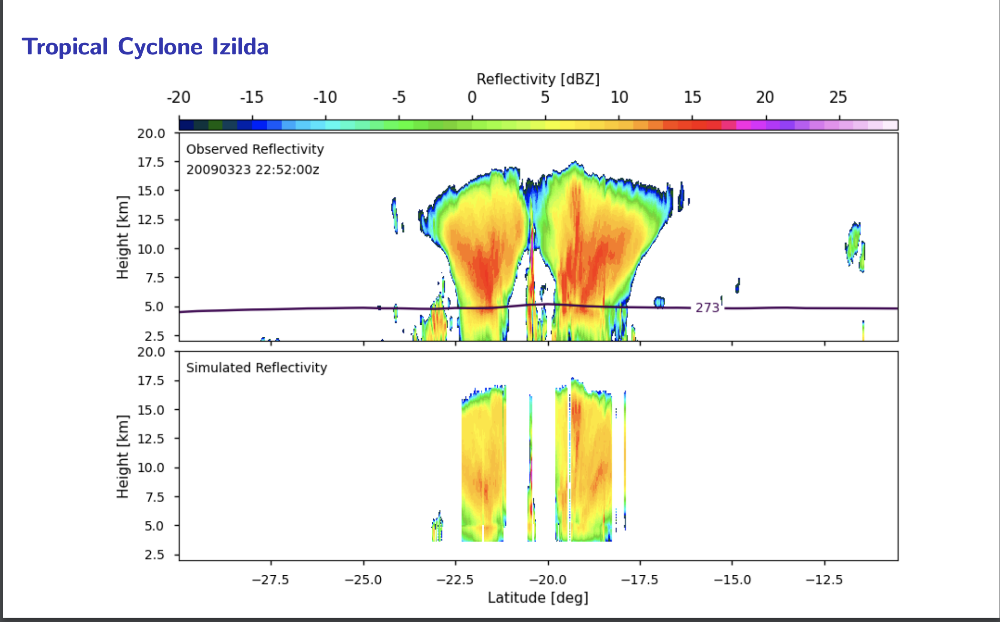 Tropical Cyclone Izilda
Reflectivity [dBZ]
-20 -15 -10 -5 0 5 10 15 20 25
Observed Reflectivity
20090323 22:52:00z
Height [km]
20.0
17.5
15.0
12.5
10.0
7.5
5.0
2.5
273
Simulated Reflectivity
Height [km]
20.0
17.5
15.0
12.5
10.0
7.5
5.0
2.5
−27.5 −25.0 −22.5 −20.0 −17.5 −15.0 −12.5
Latitude [deg]